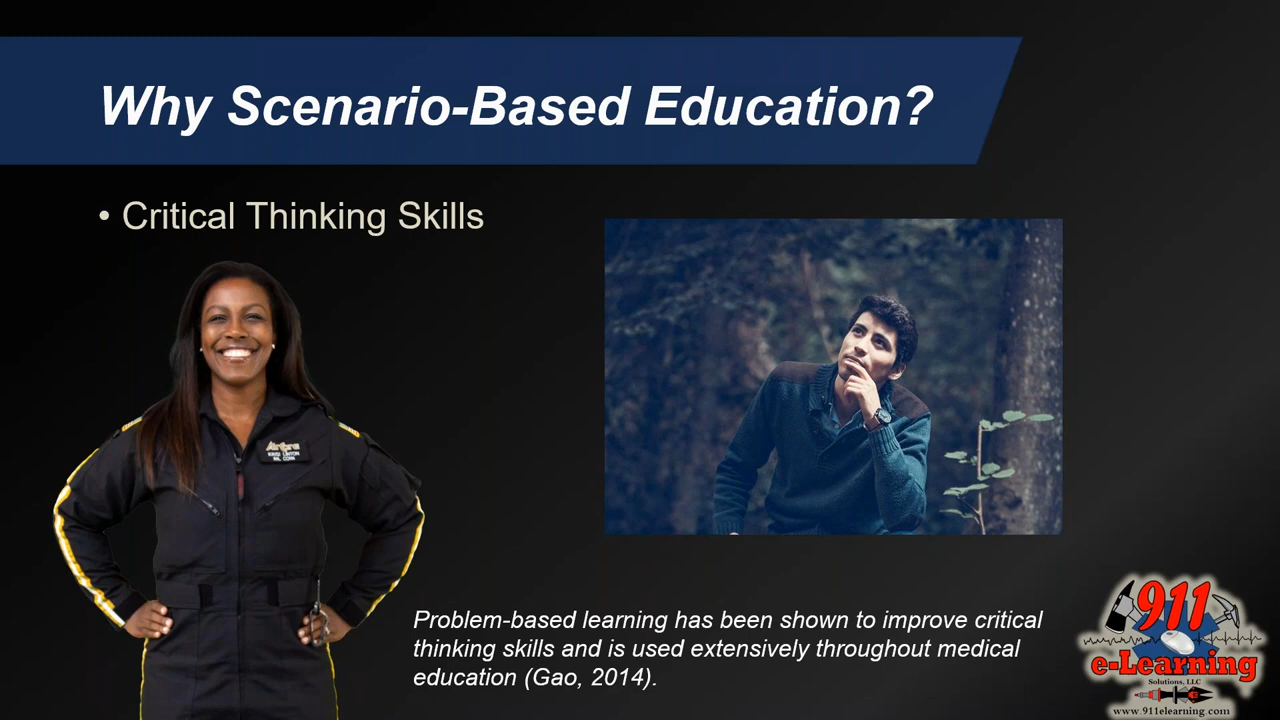 Why Scenario-Based Education?
• Critical Thinking Skills
Problem-based learning has been shown to improve critical
thinking skills and is used extensively throughout medical
education (Gao, 2014).
911
e-Learning
Solutions, LLC
www.911elearning.com